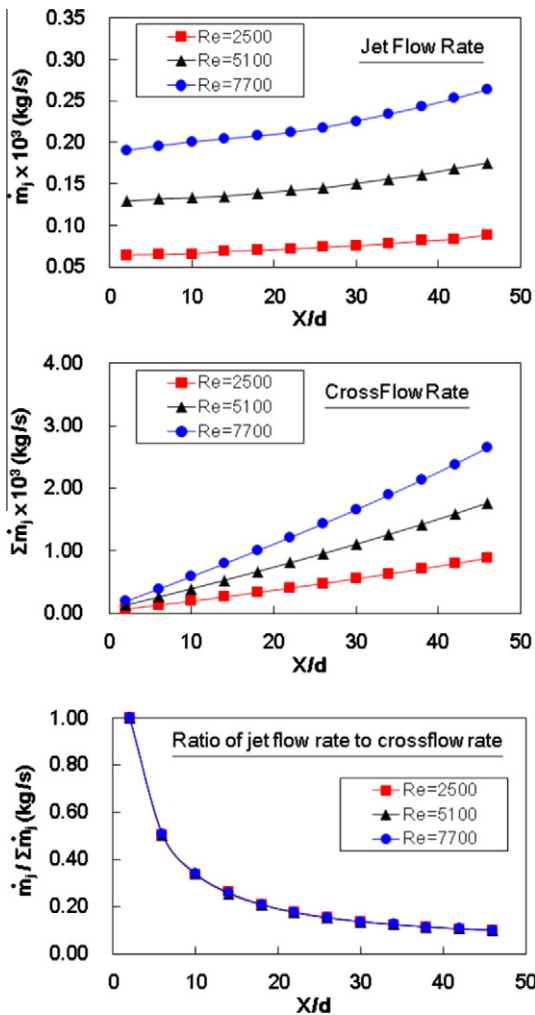 0.35
0.30
0.25
0.20
0.15
0.10
0.05
ṁj x 10³ (kg/s)
Re=2500
Re=5100
Re=7700
Jet Flow Rate
0 10 20 30 40 50
X/d
4.00
3.00
2.00
1.00
0.00
Σṁj x 10³ (kg/s)
Re=2500
Re=5100
Re=7700
CrossFlow Rate
0 10 20 30 40 50
X/d
1.00
0.80
0.60
0.40
0.20
0.00
ṁj / Σṁj (kg/s)
Ratio of jet flow rate to crossflow rate
Re=2500
Re=5100
Re=7700
0 10 20 30 40 50
X/d